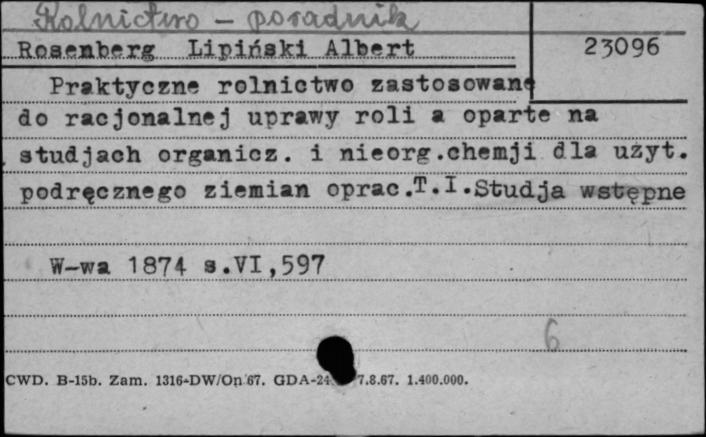 Rolnictwo - poradnik
Rosenberg Lipiński Albert 23096
Praktyczne rolnictwo zastosowane
do racjonalnej uprawy roli a oparte na
studjach organicz. i nieorg.chemji dla użyt.
podręcznego ziemian oprac.T.I.Studja wstępne
W-wa 1874 s.VI,597
6
CWD. B-15b. Zam. 1316-DW/On 67. GDA-24 7.8.67. 1.400.000.